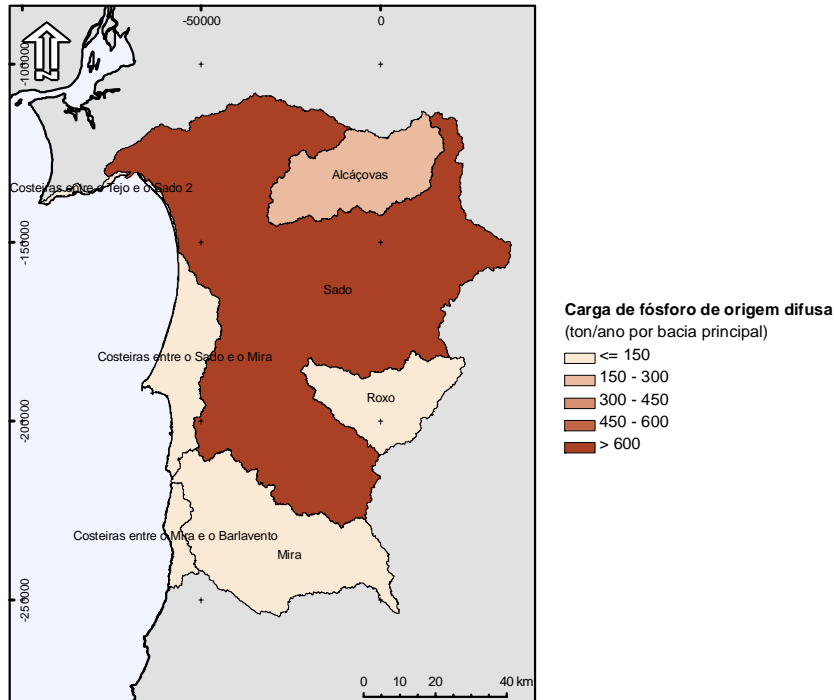 -50000
0
-100000
N
Alcáçovas
Costeiras entre o Tejo e o Sado 2
-150000
Sado
Costeiras entre o Sado e o Mira
Roxo
-200000
Costeiras entre o Mira e o Barlavento
Mira
-250000
0 10 20 40 km
Carga de fósforo de origem difusa
(ton/ano por bacia principal)
<= 150
150 - 300
300 - 450
450 - 600
> 600